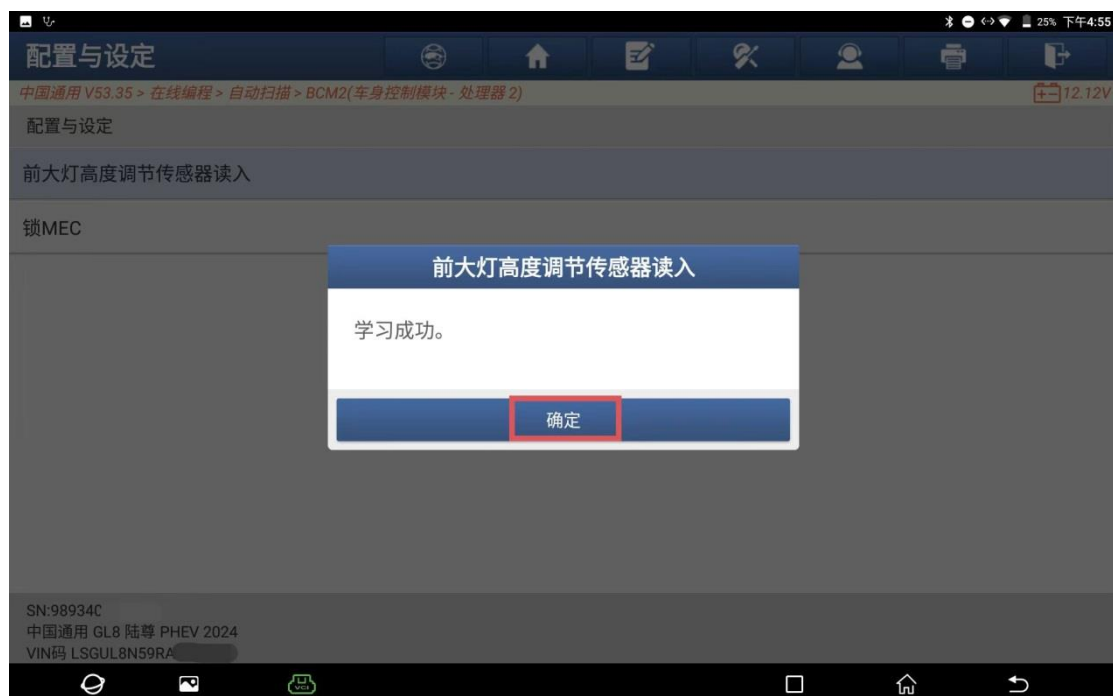 25% 下午4:55
配置与设定
中国通用 V53.35 > 在线编程 > 自动扫描 > BCM2(车身控制模块 - 处理器 2)
12.12V
配置与设定
前大灯高度调节传感器读入
锁MEC
前大灯高度调节传感器读入
学习成功。
确定
SN:98934C
中国通用 GL8 陆尊 PHEV 2024
VIN码 LSGUL8N59RA
VCI